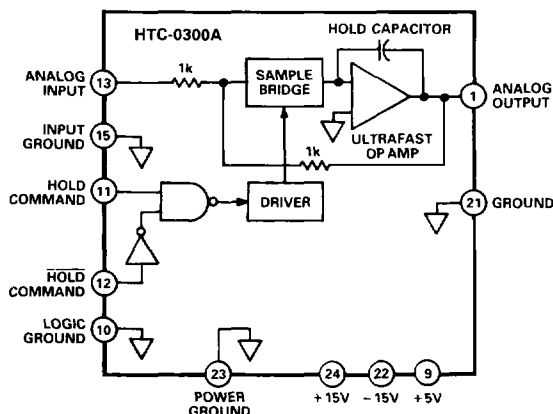 HTC-0300A
HOLD CAPACITOR
ANALOG
INPUT
13
1k
SAMPLE
BRIDGE
1
ANALOG
OUTPUT
INPUT
GROUND
15
ULTRAFAST
OP AMP
1k
HOLD
COMMAND
11
DRIVER
21
GROUND
HOLD
COMMAND
12
LOGIC
GROUND
10
23
POWER
GROUND
24
+15V
22
-15V
9
+5V